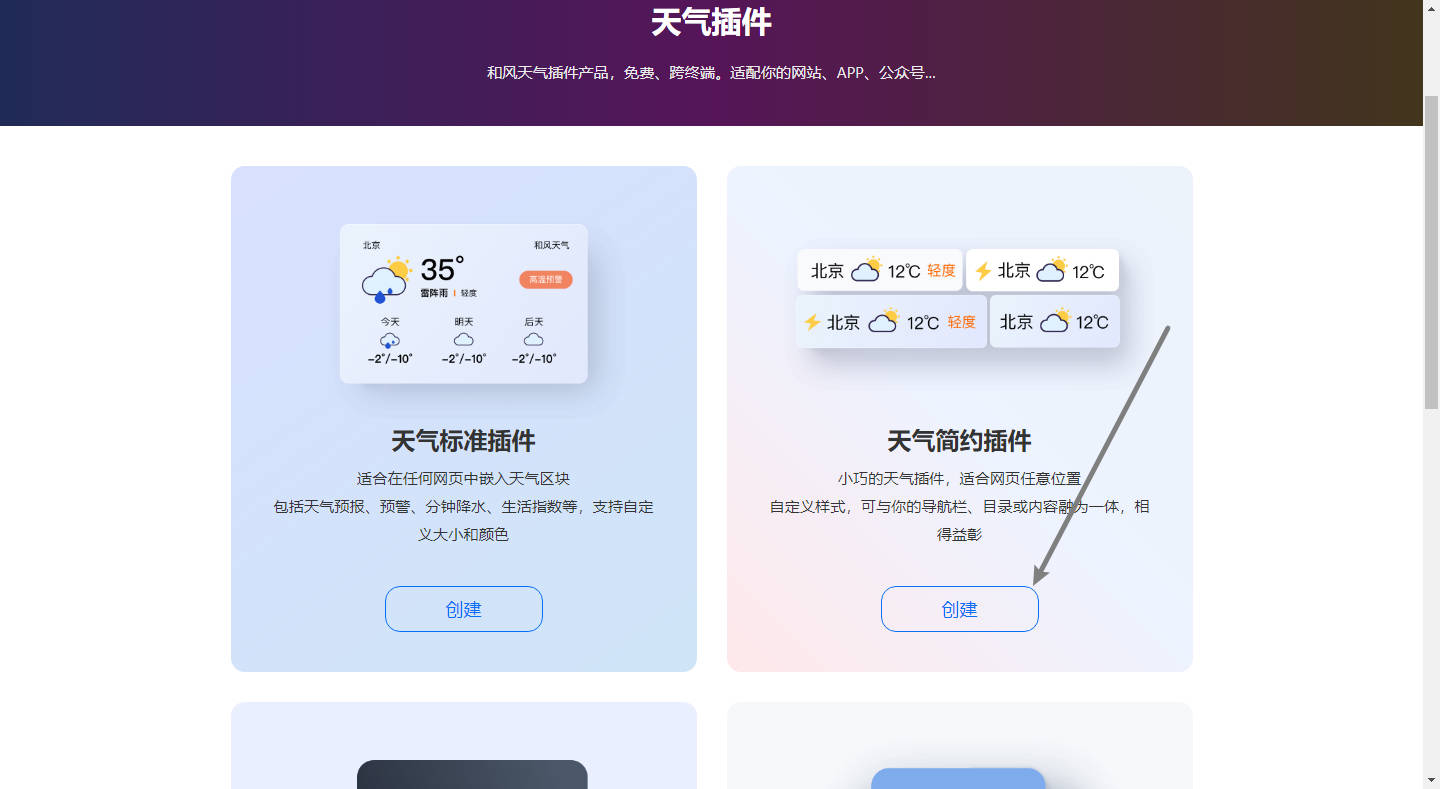 天气插件
和风天气插件产品，免费、跨终端。适配你的网站、APP、公众号...
北京
和风天气
35°
高温预警
雷阵雨 | 轻度
今天 明天 后天
-2°/-10° -2°/-10° -2°/-10°
天气标准插件
适合在任何网页中嵌入天气区块
包括天气预报、预警、分钟降水、生活指数等，支持自定
义大小和颜色
创建
北京 12℃ 轻度
北京 12℃
北京 12℃ 轻度
北京 12℃
天气简约插件
小巧的天气插件，适合网页任意位置
自定义样式，可与你的导航栏、目录或内容融为一体，相
得益彰
创建